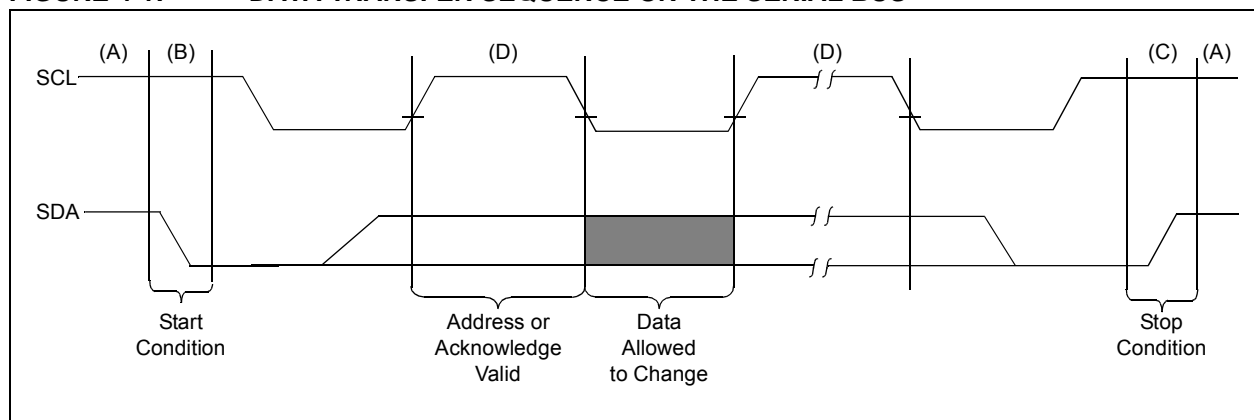 (A) (B) (D) (D) (C) (A)
SCL
SDA
Start
Condition
Address or
Acknowledge
Valid
Data
Allowed
to Change
Stop
Condition